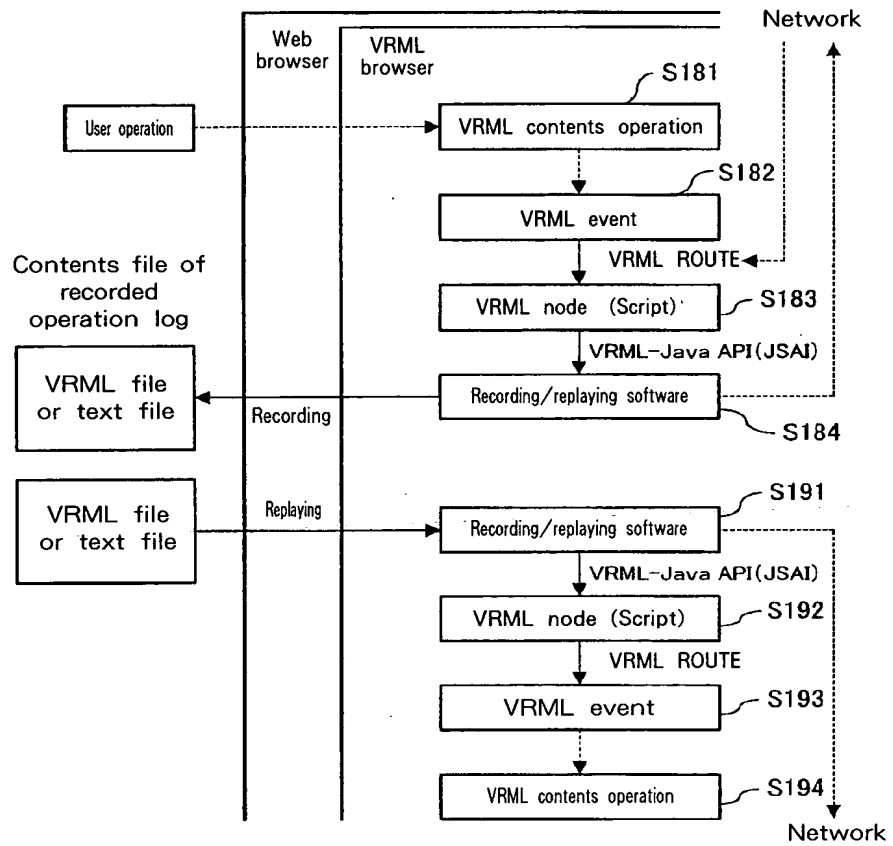 Network
Web
browser
VRML
browser
S181
User operation
VRML contents operation
S182
VRML event
VRML ROUTE
Contents file of
recorded
operation log
S183
VRML node (Script)
VRML-Java API(JSAI)
VRML file
or text file
Recording
Recording/replaying software
S184
VRML file
or text file
Replaying
S191
Recording/replaying software
VRML-Java API(JSAI)
S192
VRML node (Script)
VRML ROUTE
S193
VRML event
S194
VRML contents operation
Network